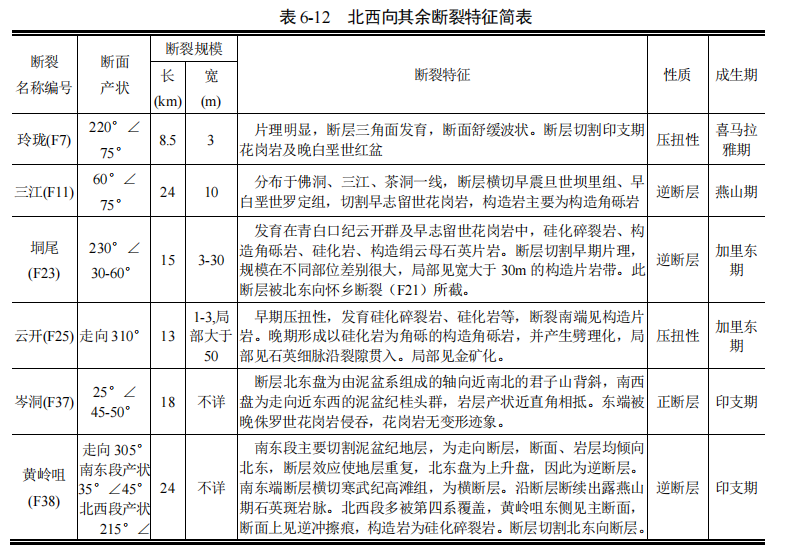 表 6-12 北西向其余断裂特征简表
断裂
名称编号
断面
产状
断裂规模
长
(km)
宽
(m)
断裂特征
性质
成生期
玲珑(F7)
220°∠
75°
8.5
3
片理明显，断层三角面发育，断面舒缓波状。断层切割印支期
花岗岩及晚白垩世红盆
压扭性
喜马拉
雅期
三江(F11)
60°∠
75°
24
10
分布于佛洞、三江、茶洞一线，断层横切早震旦世坝里组、早
白垩世罗定组，切割早志留世花岗岩，构造岩主要为构造角砾岩
逆断层
燕山期
垌尾
(F23)
230°∠
30-60°
15
3-30
发育在青白口纪云开群及早志留世花岗岩中，硅化碎裂岩、构
造角砾岩、硅化岩、构造绢云母石英片岩。断层切割早期片理，
规模在不同部位差别很大，局部见宽大于 30m 的构造片岩带。此
断层被北东向怀乡断裂（F21）所截。
逆断层
加里东
期
云开(F25)
走向 310°
13
1-3,局
部大于
50
早期压扭性，发育硅化碎裂岩、硅化岩等，断裂南端见构造片
岩。晚期形成以硅化岩为角砾的构造角砾岩，并产生劈理化，局
部见石英细脉沿裂隙贯入。局部见金矿化。
压扭性
加里东
期
岑洞(F37)
25°∠
45-50°
18
不详
断层北东盘为由泥盆系组成的轴向近南北的君子山背斜，南西
盘为走向近东西的泥盆纪桂头群，岩层产状近直角相抵。东端被
晚侏罗世花岗岩侵吞，花岗岩无变形迹象。
正断层
印支期
黄岭咀
(F38)
走向 305°
南东段产状
35°∠45°
北西段产状
215°∠
24
不详
南东段主要切割泥盆纪地层，为走向断层，断面、岩层均倾向
北东，断层效应使地层重复，北东盘为上升盘，因此为逆断层。
南东端断层横切寒武纪高滩组，为横断层。沿断层断续出露燕山
期石英斑岩脉。北西段多被第四系覆盖，黄岭咀东侧见主断面，
断面上见逆冲擦痕，构造岩为硅化碎裂岩。断层切割北东向断层。
逆断层
印支期